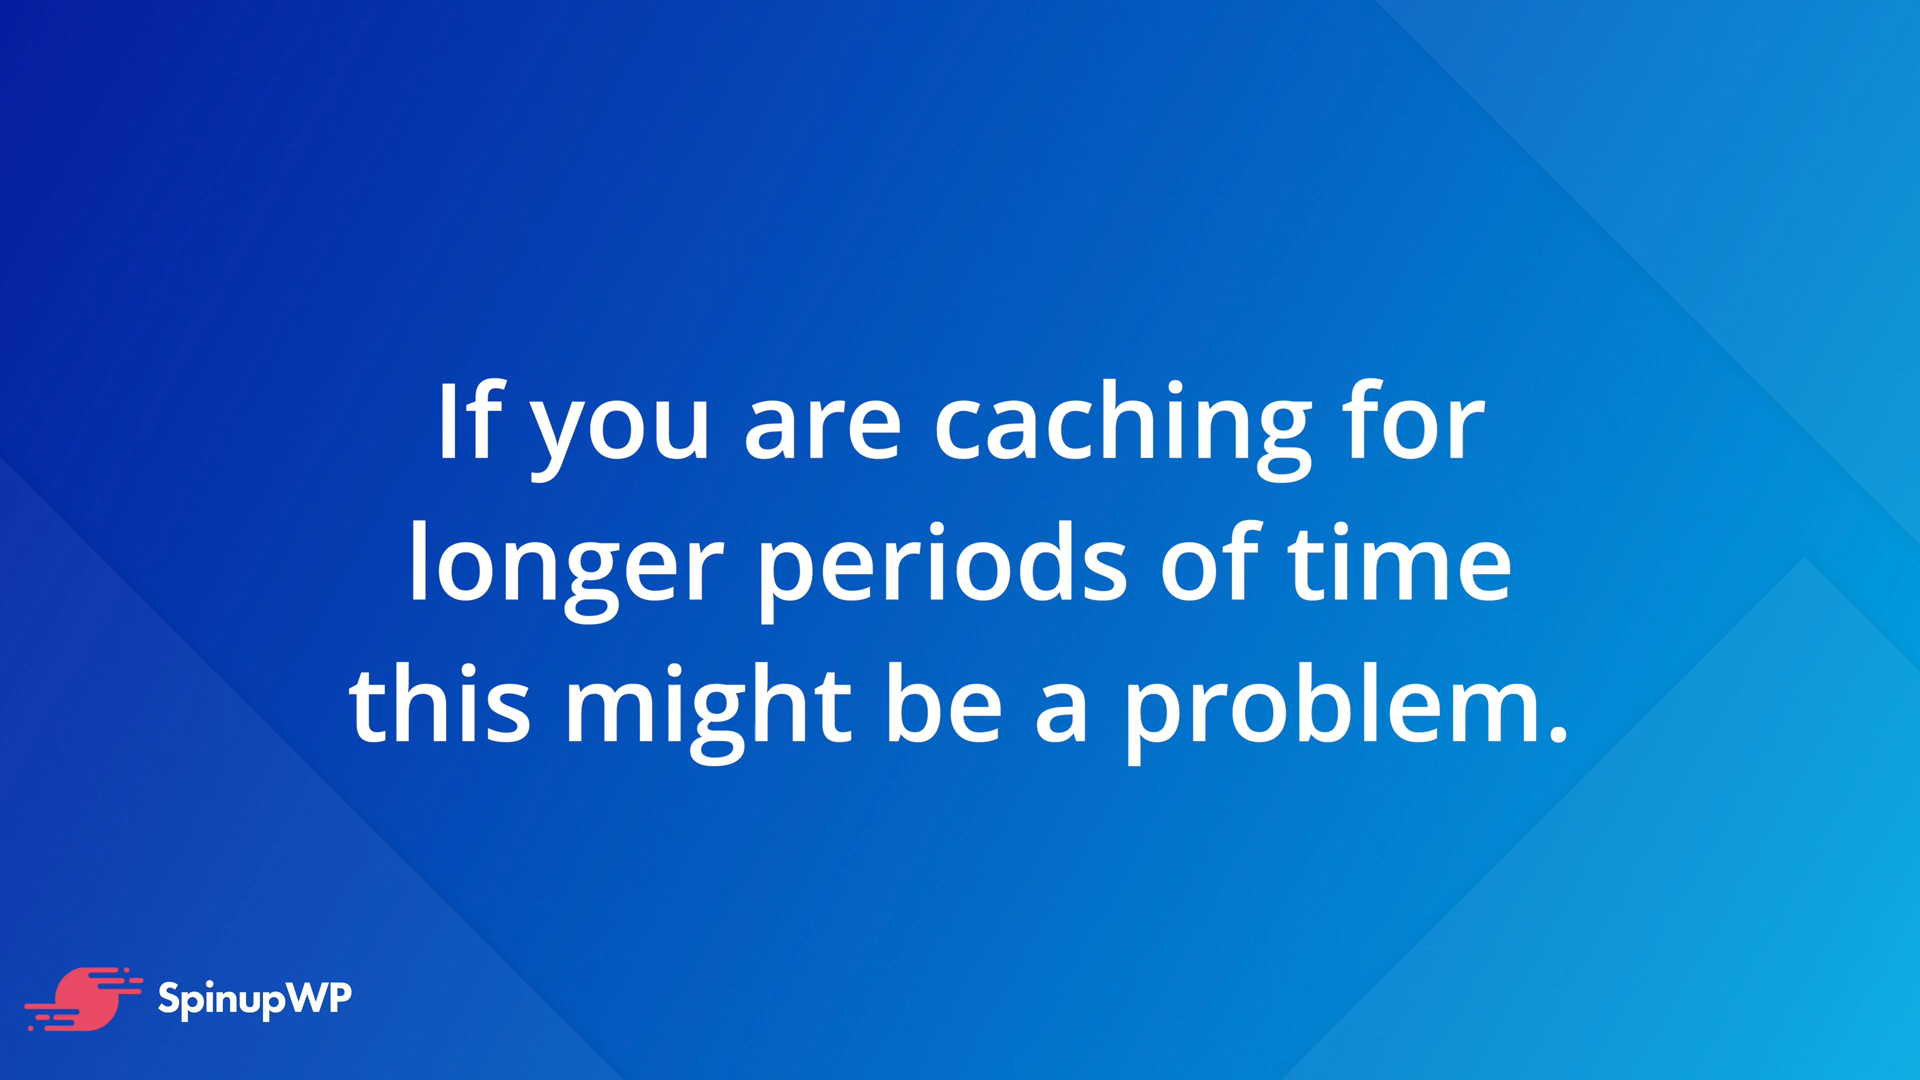 If you are caching for
longer periods of time
this might be a problem.
SpinupWP